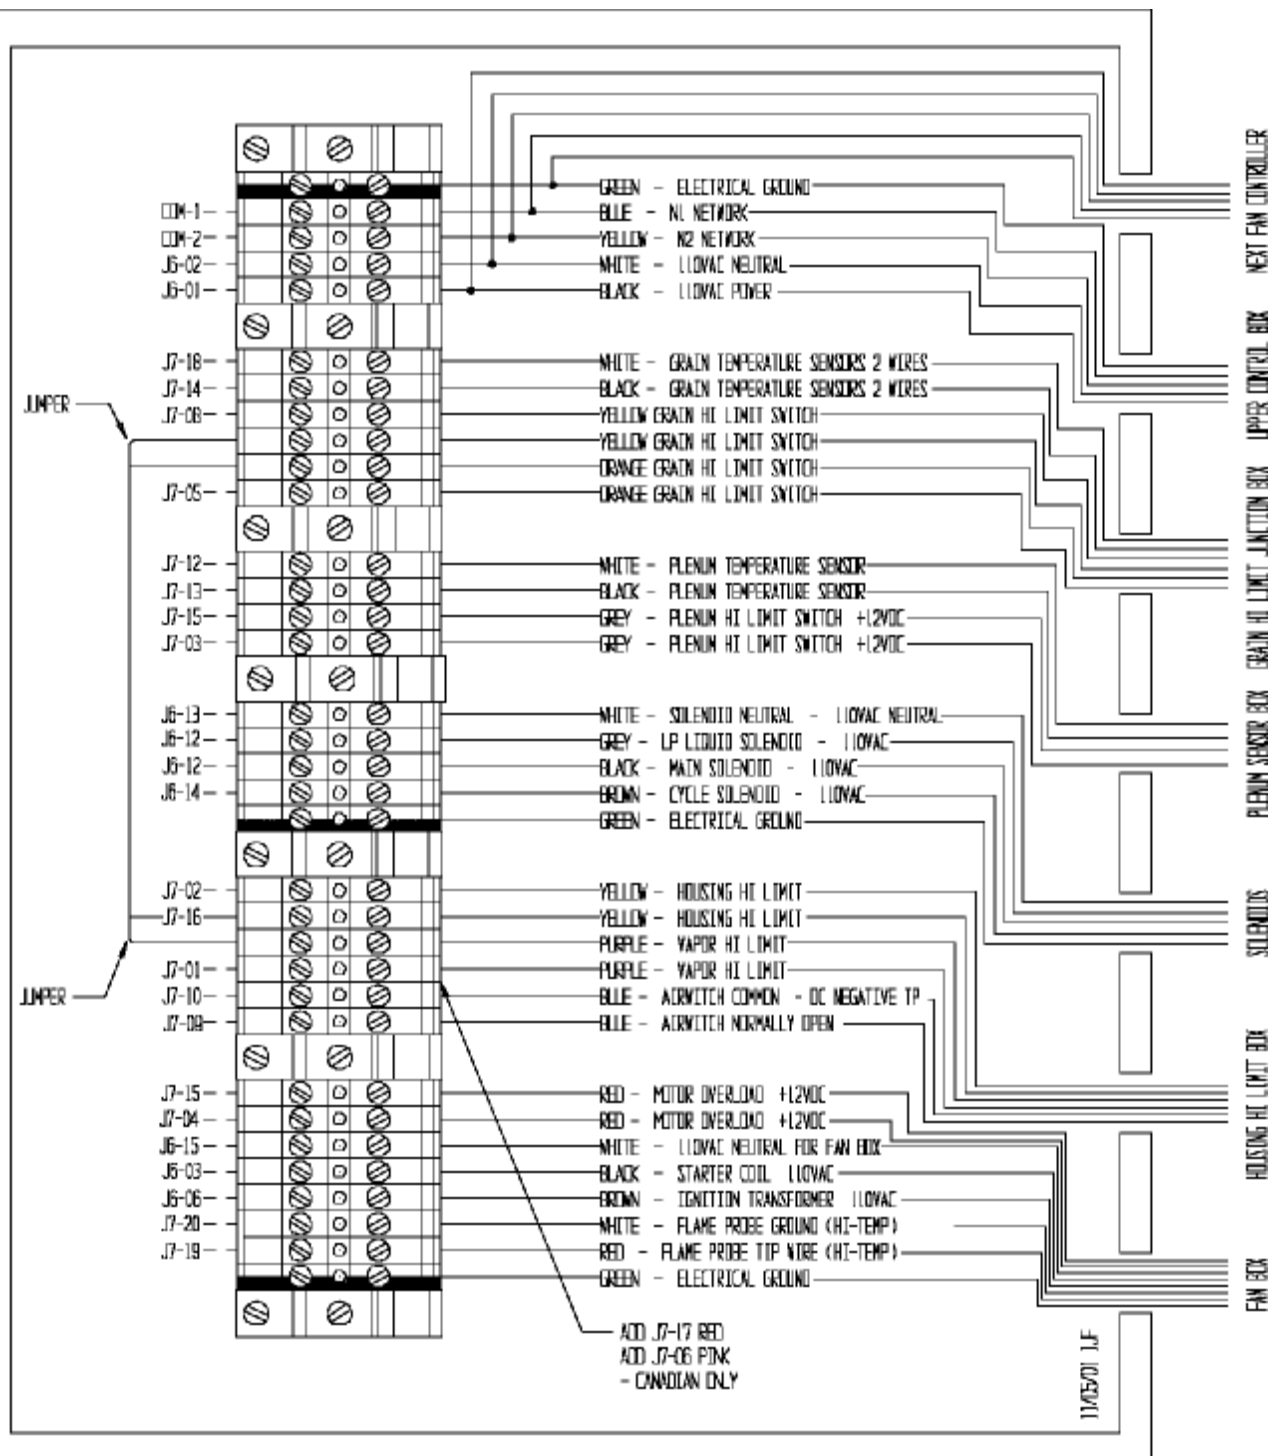 GREEN - ELECTRICAL GROUND
COM-1 BLUE - N1 NETWORK
COM-2 YELLOW - N2 NETWORK
J6-02 WHITE - 110VAC NEUTRAL
J6-01 BLACK - 110VAC POWER
J7-18 WHITE - GRAIN TEMPERATURE SENSORS 2 WIRES
J7-14 BLACK - GRAIN TEMPERATURE SENSORS 2 WIRES
JUMPER
J7-08 YELLOW GRAIN HI LIMIT SWITCH
YELLOW GRAIN HI LIMIT SWITCH
ORANGE GRAIN HI LIMIT SWITCH
J7-05 ORANGE GRAIN HI LIMIT SWITCH
J7-12 WHITE - PLENUM TEMPERATURE SENSOR
J7-13 BLACK - PLENUM TEMPERATURE SENSOR
J7-15 GREY - PLENUM HI LIMIT SWITCH +12VDC
J7-03 GREY - PLENUM HI LIMIT SWITCH +12VDC
J6-13 WHITE - SOLENOID NEUTRAL - 110VAC NEUTRAL
J6-12 GREY - LP LIQUID SOLENOID - 110VAC
J6-12 BLACK - MAIN SOLENOID - 110VAC
J6-14 BROWN - CYCLE SOLENOID - 110VAC
GREEN - ELECTRICAL GROUND
J7-02 YELLOW - HOUSING HI LIMIT
J7-16 YELLOW - HOUSING HI LIMIT
PURPLE - VAPOR HI LIMIT
J7-01 PURPLE - VAPOR HI LIMIT
JUMPER
J7-10 BLUE - AIRWITCH COMMON - DC NEGATIVE TP
J7-09 BLUE - AIRWITCH NORMALLY OPEN
J7-15 RED - MOTOR OVERLOAD +12VDC
J7-04 RED - MOTOR OVERLOAD +12VDC
J6-15 WHITE - 110VAC NEUTRAL FOR FAN BOX
J6-03 BLACK - STARTER COIL 110VAC
J6-06 BROWN - IGNITION TRANSFORMER 110VAC
J7-20 WHITE - FLAME PROBE GROUND (HI-TEMP)
J7-19 RED - FLAME PROBE TIP WIRE (HI-TEMP)
GREEN - ELECTRICAL GROUND
ADD J7-17 RED
ADD J7-06 PINK
- CANADIAN ONLY
NEXT FAN CONTROLLER
UPPER CONTROL BOX
GRAIN HI LIMIT JUNCTION BOX
PLENUM SENSOR BOX
SOLENOIDS
HOUSING HI LIMIT BOX
FAN BOX
11/05/01 IJF